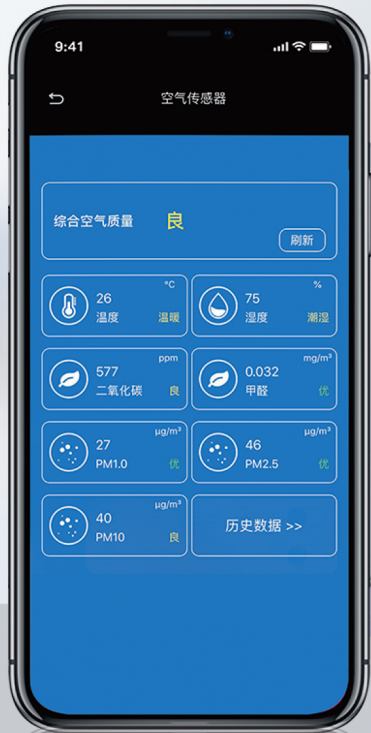 9:41
空气传感器
综合空气质量 良
刷新
℃
26
温度 温暖
%
75
湿度 潮湿
ppm
577
二氧化碳 良
mg/m³
0.032
甲醛 优
μg/m³
27
PM1.0 优
μg/m³
46
PM2.5 优
μg/m³
40
PM10 良
历史数据 >>